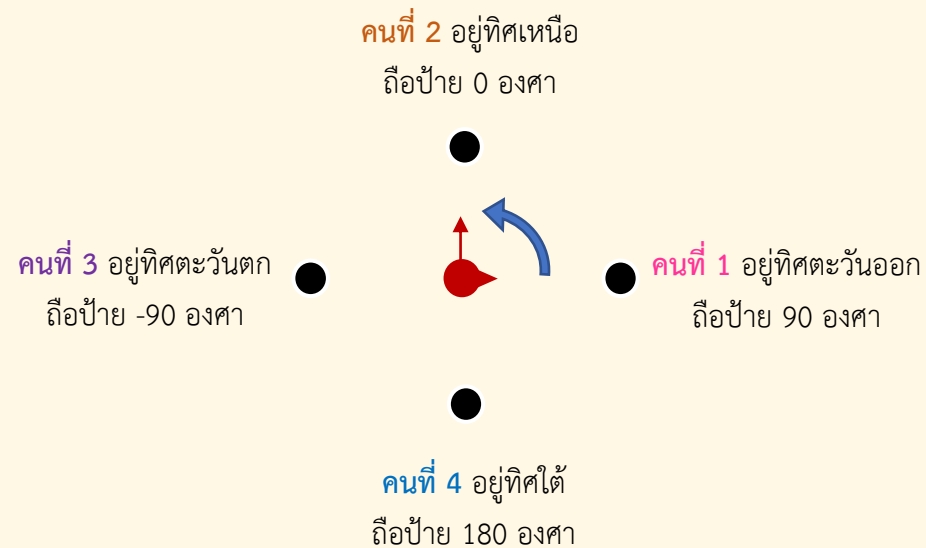 คนที่ 2 อยู่ทิศเหนือ
ถือป้าย 0 องศา
คนที่ 3 อยู่ทิศตะวันตก
ถือป้าย -90 องศา
คนที่ 1 อยู่ทิศตะวันออก
ถือป้าย 90 องศา
คนที่ 4 อยู่ทิศใต้
ถือป้าย 180 องศา